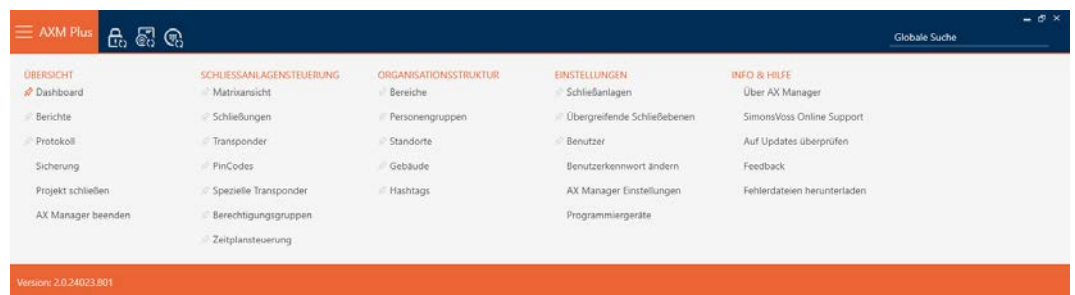 AXM Plus
Globale Suche
ÜBERSICHT
Dashboard
Berichte
Protokoll
Sicherung
Projekt schließen
AX Manager beenden
SCHLIESSANLAGENSTEUERUNG
Matrixansicht
Schließungen
Transponder
PinCodes
Spezielle Transponder
Berechtigungsgruppen
Zeitplansteuerung
ORGANISATIONSSTRUKTUR
Bereiche
Personengruppen
Standorte
Gebäude
Hashtags
EINSTELLUNGEN
Schließanlagen
Übergreifende Schließebenen
Benutzer
Benutzerkennwort ändern
AX Manager Einstellungen
Programmiergeräte
INFO & HILFE
Über AX Manager
SimonsVoss Online Support
Auf Updates überprüfen
Feedback
Fehlerdateien herunterladen
Version: 2.0.24023.801